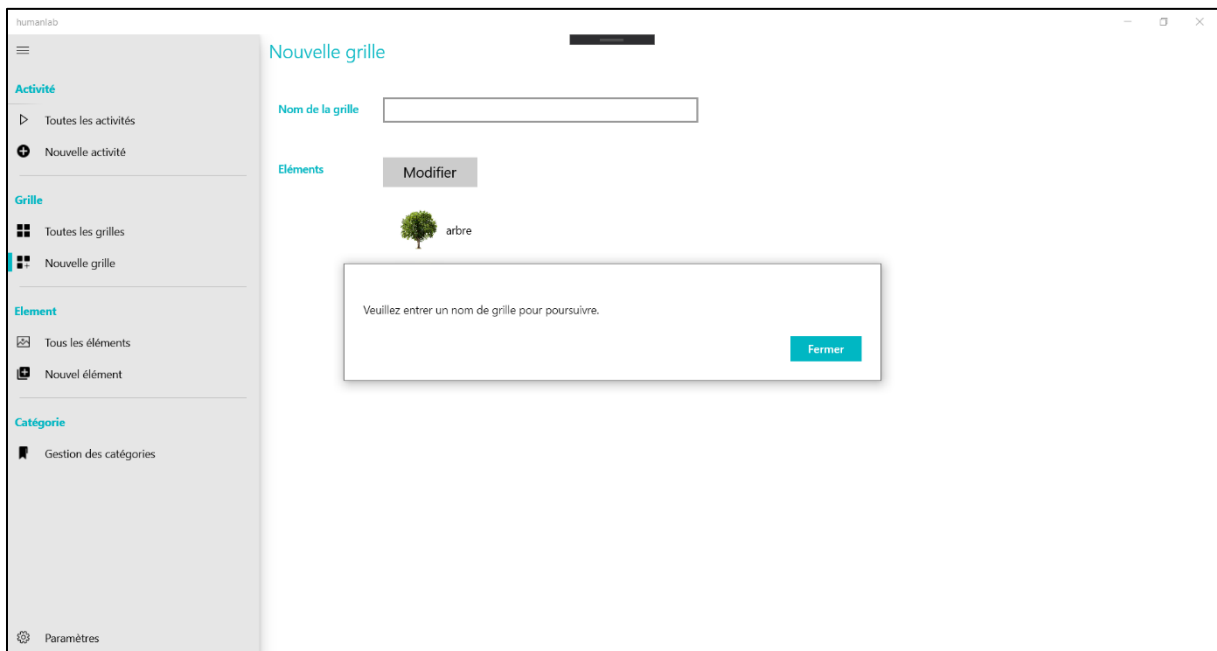 humanlab
Activité
Toutes les activités
Nouvelle activité
Grille
Toutes les grilles
Nouvelle grille
Element
Tous les éléments
Nouvel élément
Catégorie
Gestion des catégories
Paramètres
Nouvelle grille
Nom de la grille
Eléments
Modifier
arbre
Veuillez entrer un nom de grille pour poursuivre.
Fermer